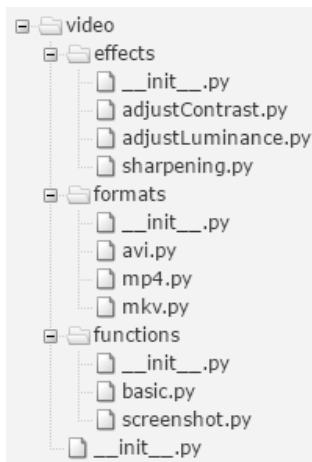 video
effects
__init__.py
adjustContrast.py
adjustLuminance.py
sharpening.py
formats
__init__.py
avi.py
mp4.py
mkv.py
functions
__init__.py
basic.py
screenshot.py
__init__.py